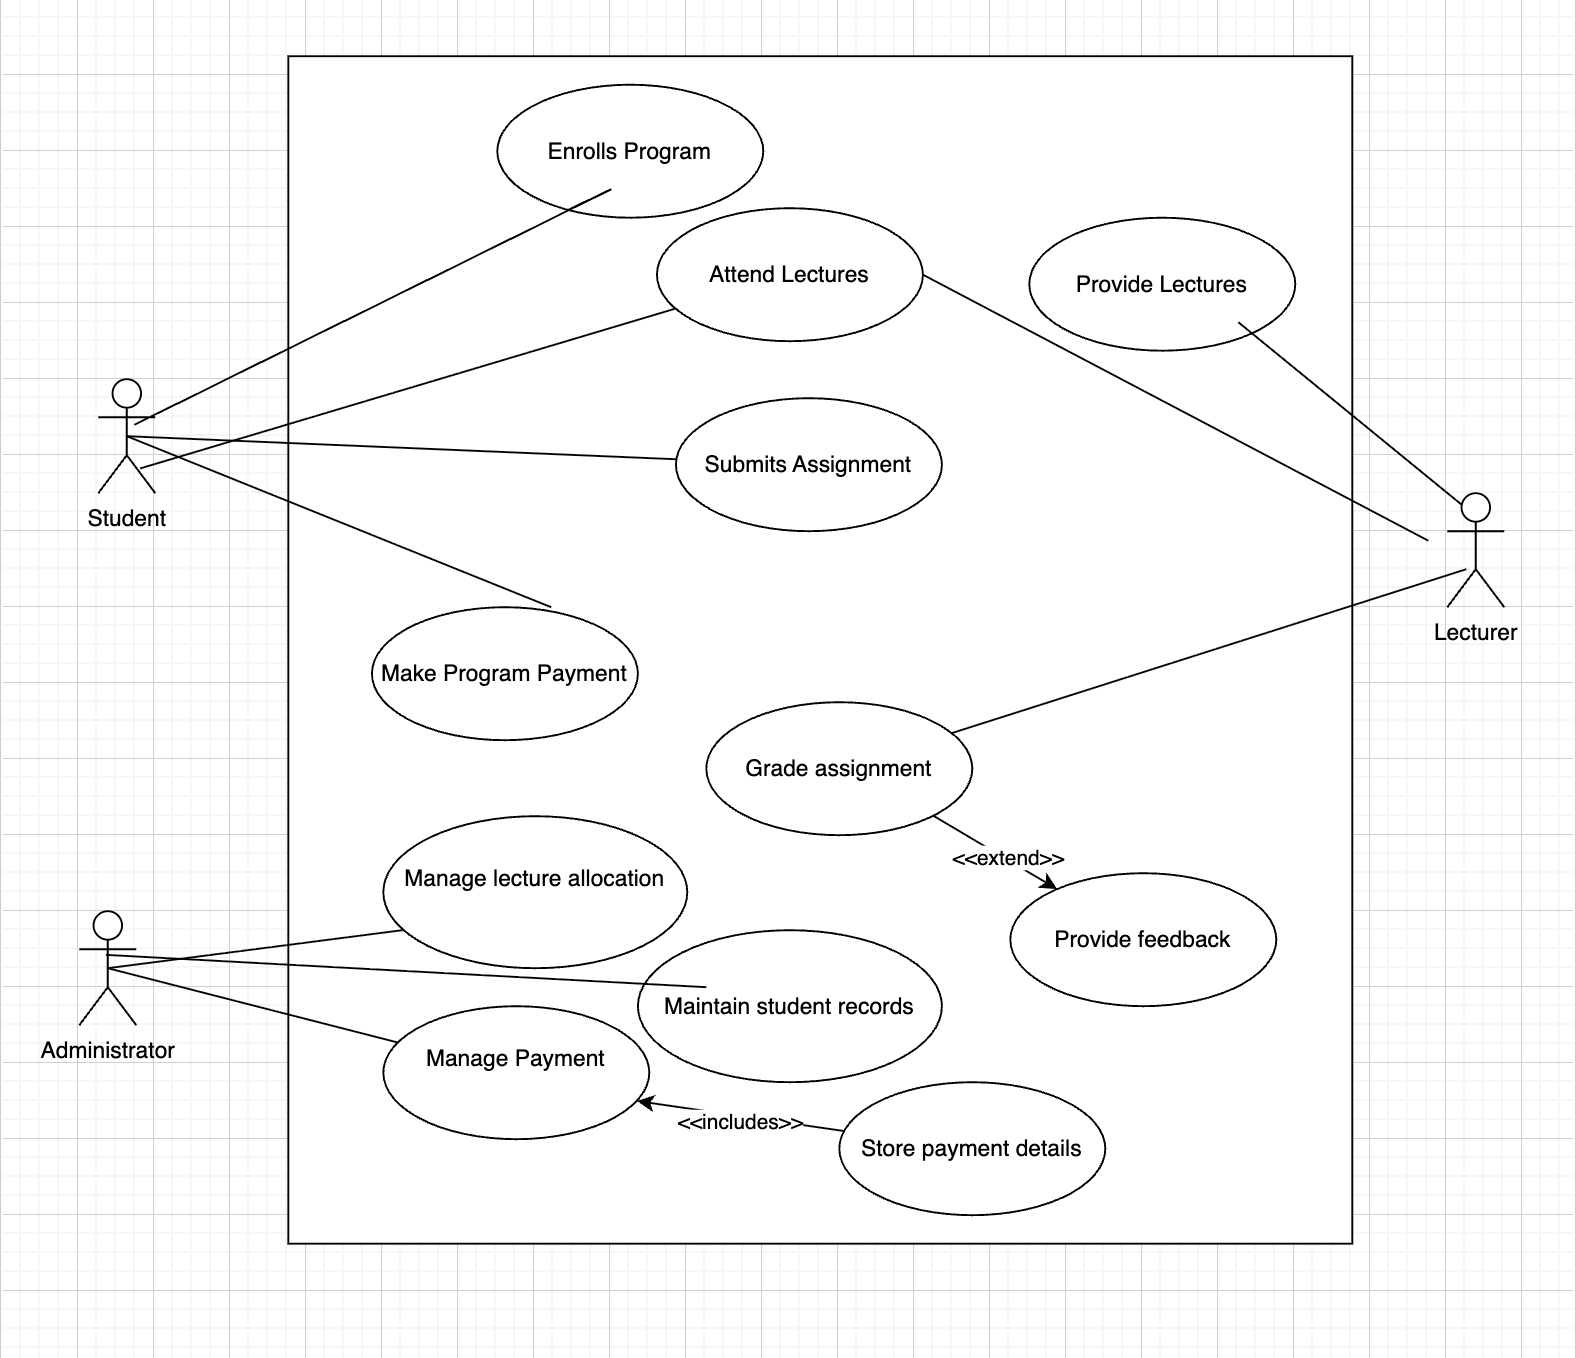 Enrolls Program
Attend Lectures
Provide Lectures
Submits Assignment
Student
Lecturer
Make Program Payment
Grade assignment
<<extend>>
Manage lecture allocation
Provide feedback
Maintain student records
Administrator
Manage Payment
<<includes>>
Store payment details